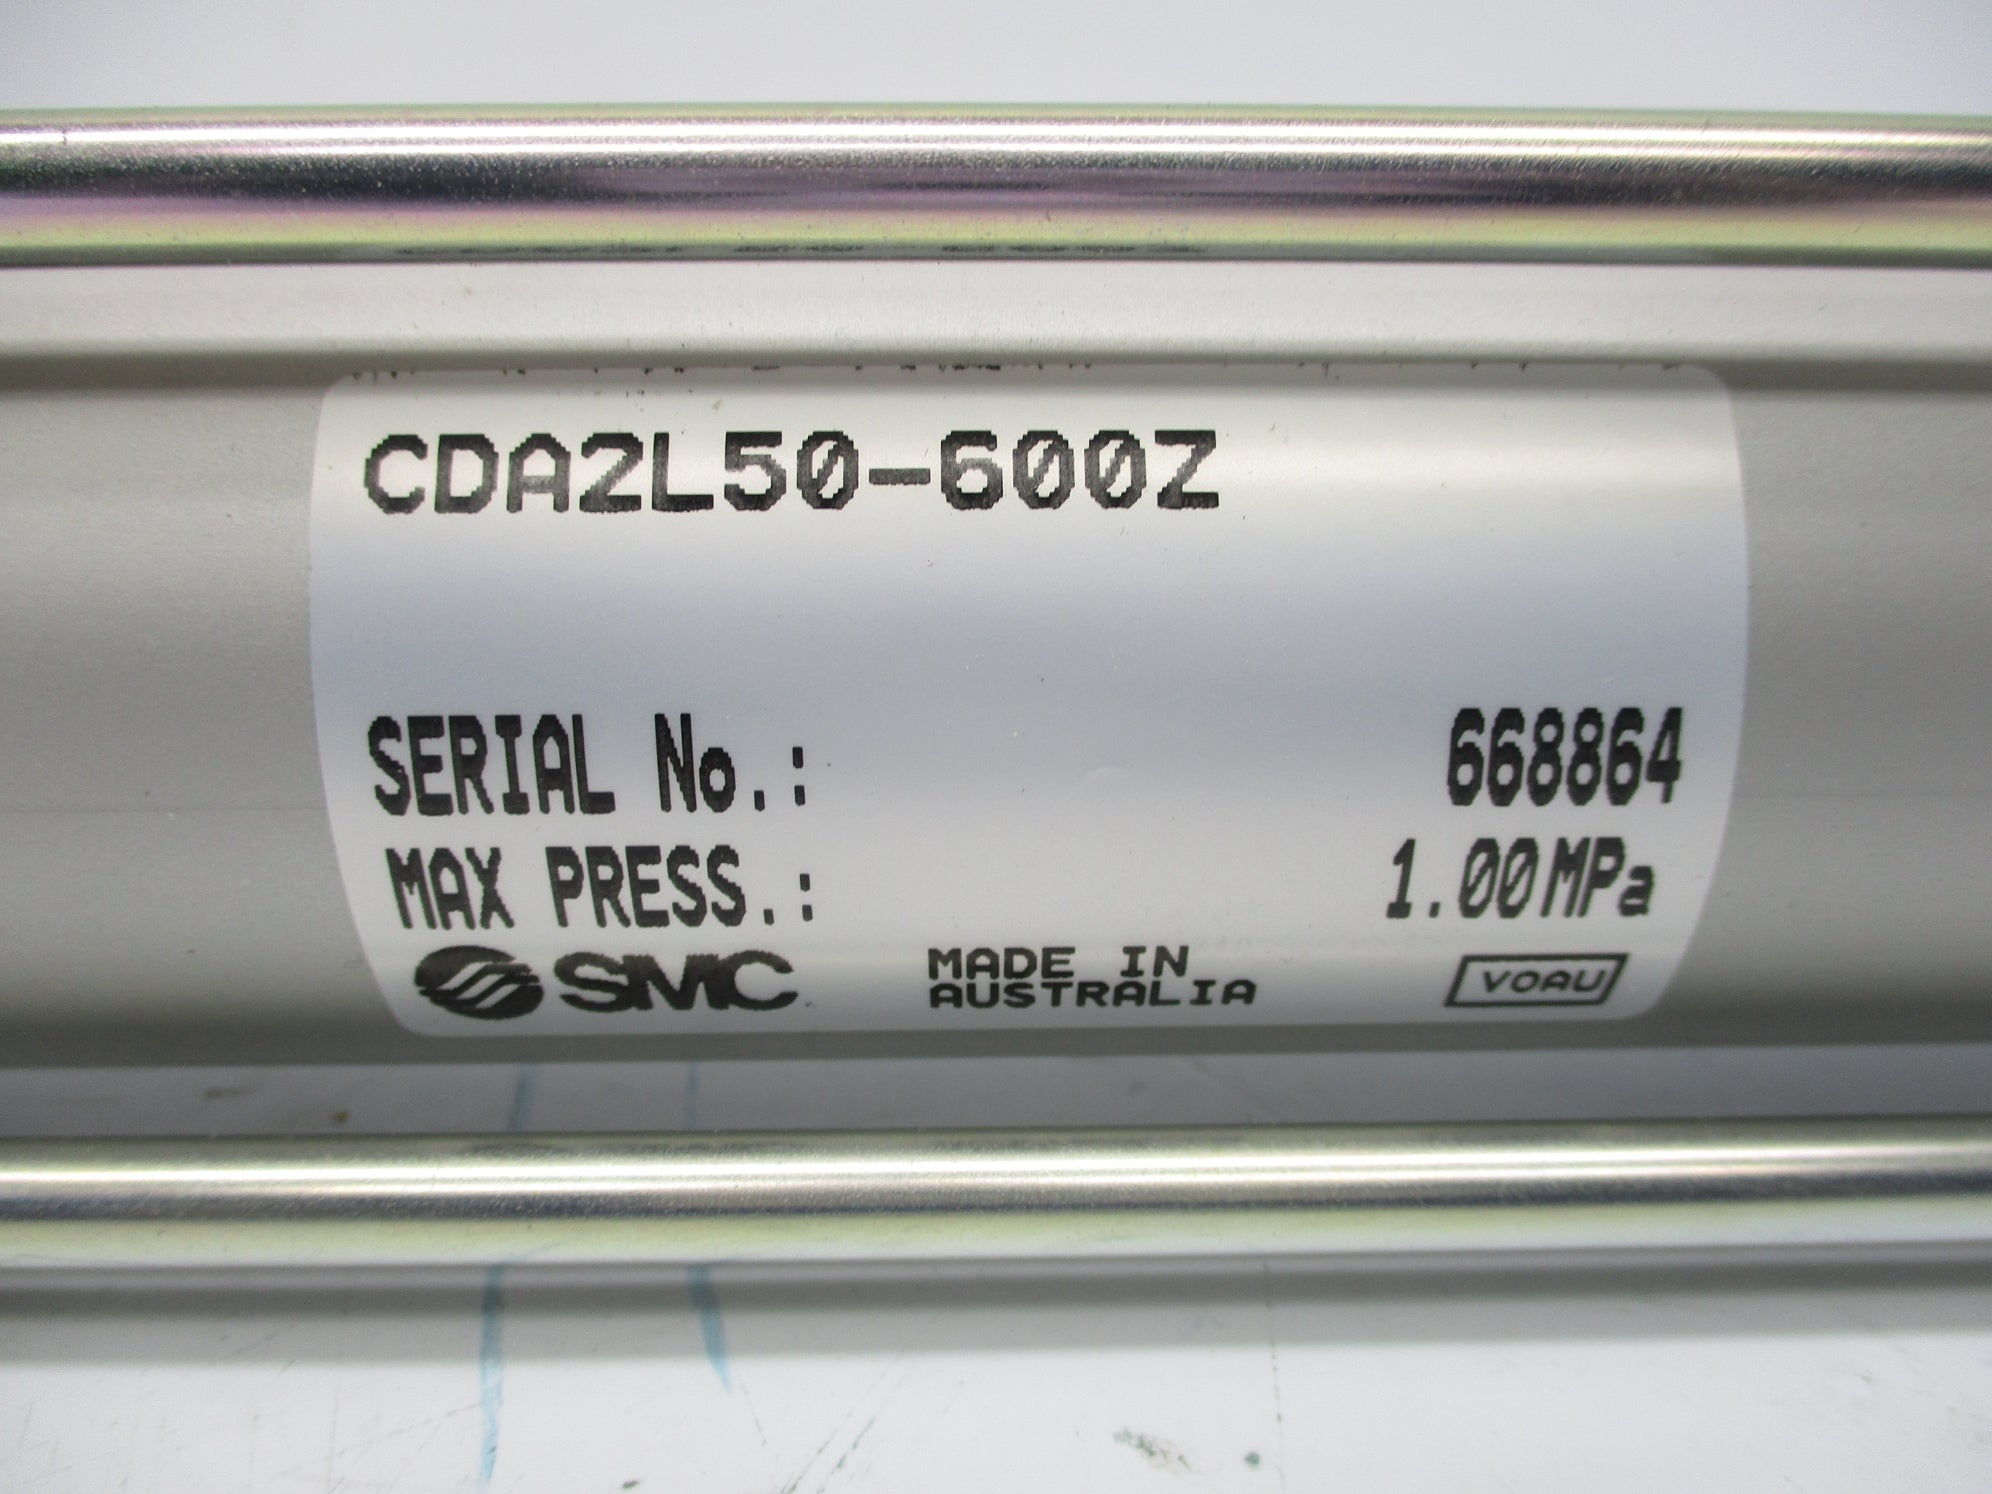 CDA2L50-600Z
SERIAL No.: 668864
MAX PRESS.: 1.00MPa
SMC MADE IN AUSTRALIA VOAU